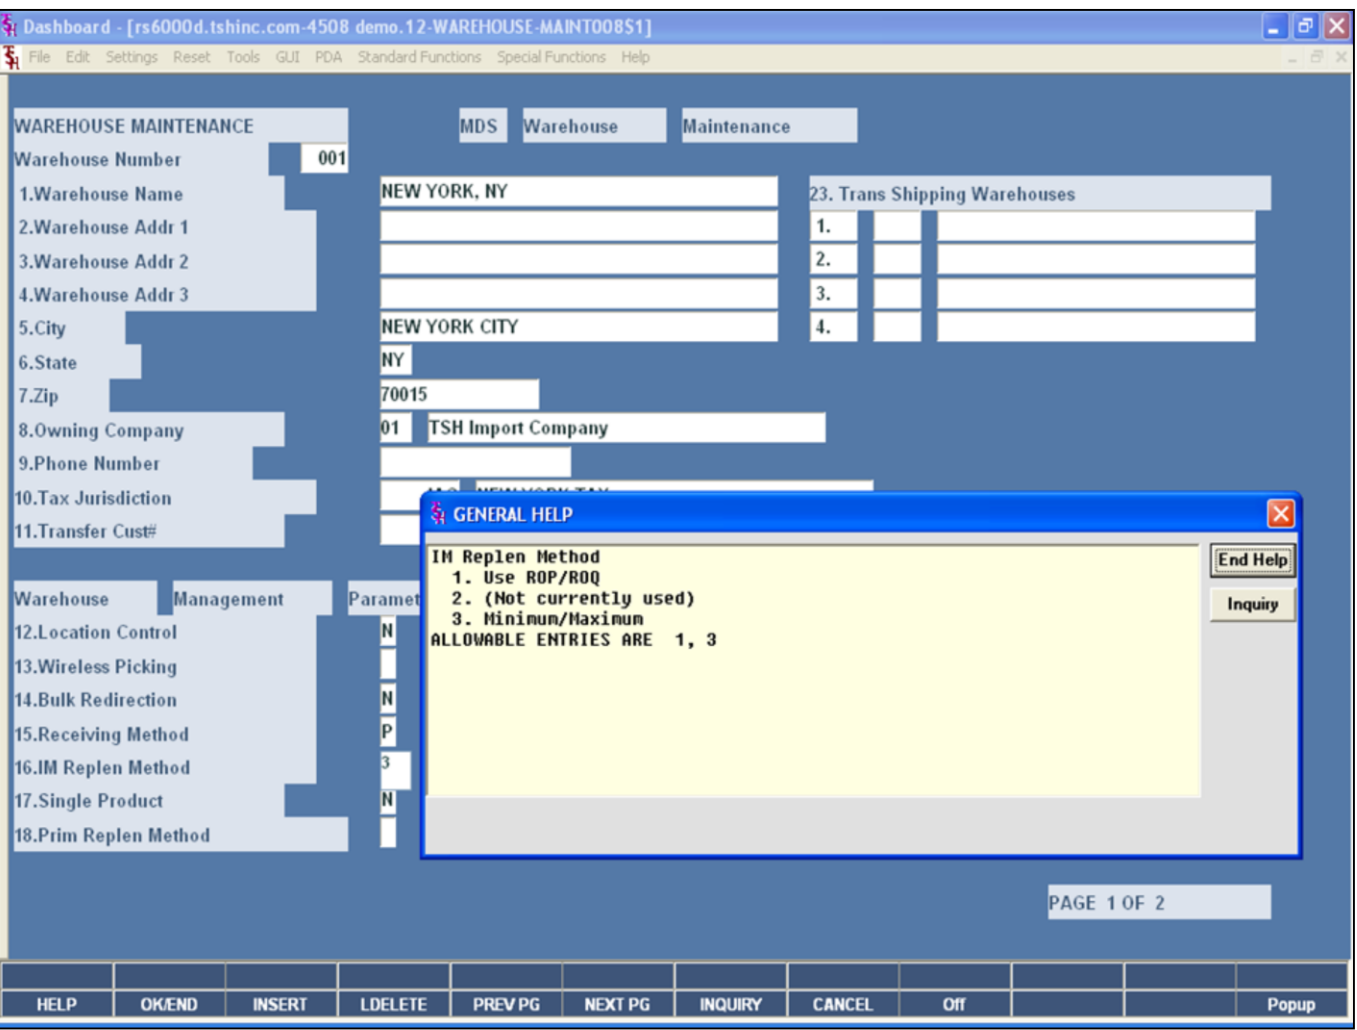 Dashboard - [rs6000d.tshinc.com-4508 demo.12-WAREHOUSE-MAINT008S1]
File Edit Settings Reset Tools GUI PDA Standard Functions Special Functions Help
WAREHOUSE MAINTENANCE MDS Warehouse Maintenance
Warehouse Number 001
1.Warehouse Name NEW YORK, NY 23. Trans Shipping Warehouses
2.Warehouse Addr 1 1.
3.Warehouse Addr 2 2.
4.Warehouse Addr 3 3.
5.City NEW YORK CITY 4.
6.State NY
7.Zip 70015
8.Owning Company 01 TSH Import Company
9.Phone Number
10.Tax Jurisdiction NEW YORK TAX
11.Transfer Cust#
GENERAL HELP
IM Replen Method
1. Use ROP/ROQ
2. (Not currently used)
3. Minimum/Maximum
ALLOWABLE ENTRIES ARE 1, 3
End Help
Inquiry
Warehouse Management Paramet
12.Location Control N
13.Wireless Picking
14.Bulk Redirection N
15.Receiving Method P
16.IM Replen Method 3
17.Single Product N
18.Prim Replen Method
PAGE 1 OF 2
HELP OK/END INSERT LDELETE PREV PG NEXT PG INQUIRY CANCEL Off Popup